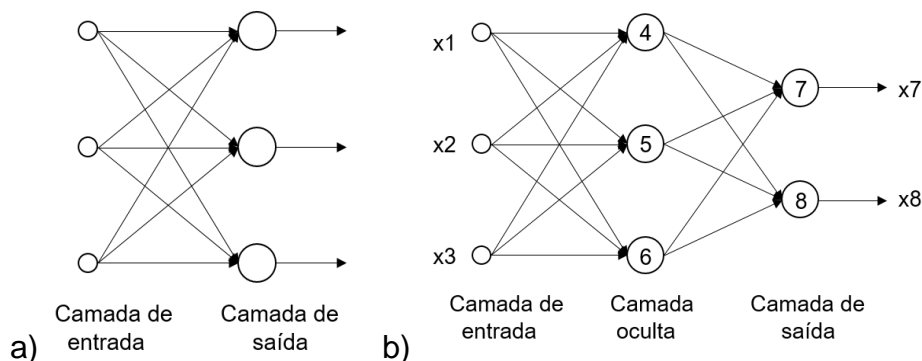 a)
Camada de
entrada
Camada de
saída
b)
x1
x2
x3
4
5
6
7
8
x7
x8
Camada de
entrada
Camada
oculta
Camada de
saída